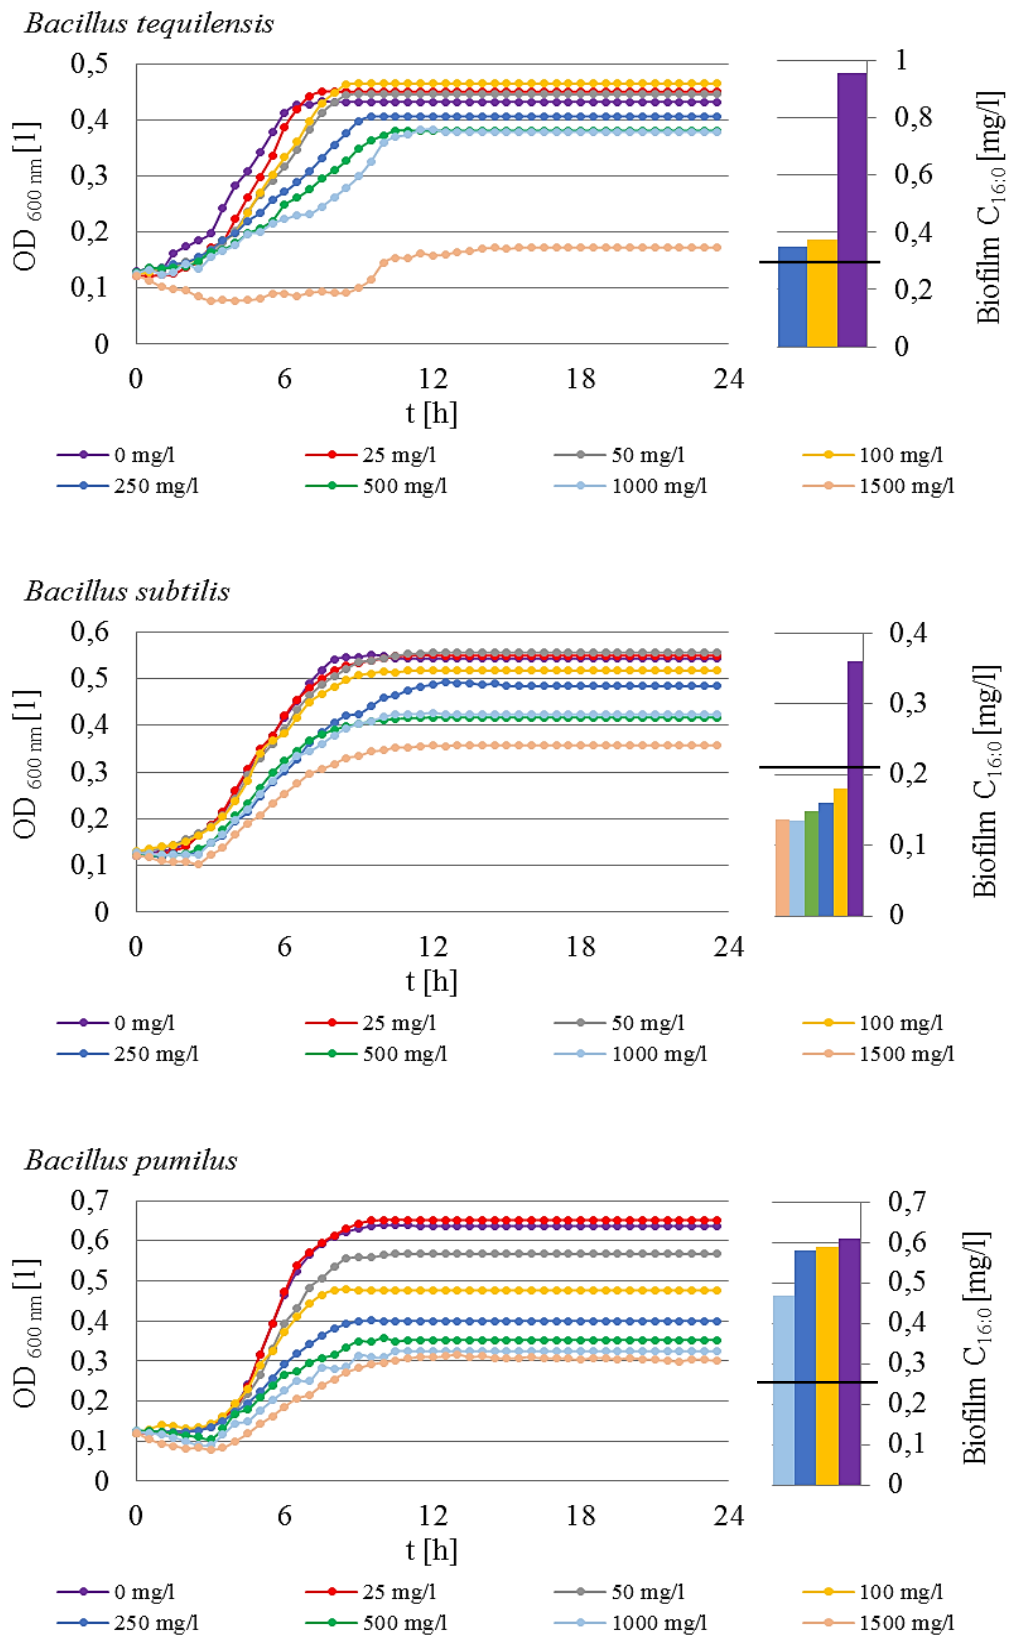 Bacillus tequilensis
0,5
0,4
0,3
0,2
0,1
0
OD 600 nm [1]
0 6 12 18 24
t [h]
1
0,8
0,6
0,4
0,2
0
Biofilm C16:0 [mg/l]
0 mg/l 25 mg/l 50 mg/l 100 mg/l
250 mg/l 500 mg/l 1000 mg/l 1500 mg/l
Bacillus subtilis
0,6
0,5
0,4
0,3
0,2
0,1
0
OD 600 nm [1]
0 6 12 18 24
t [h]
0,4
0,3
0,2
0,1
0
Biofilm C16:0 [mg/l]
0 mg/l 25 mg/l 50 mg/l 100 mg/l
250 mg/l 500 mg/l 1000 mg/l 1500 mg/l
Bacillus pumilus
0,7
0,6
0,5
0,4
0,3
0,2
0,1
0
OD 600 nm [1]
0 6 12 18 24
t [h]
0,7
0,6
0,5
0,4
0,3
0,2
0,1
0
Biofilm C16:0 [mg/l]
0 mg/l 25 mg/l 50 mg/l 100 mg/l
250 mg/l 500 mg/l 1000 mg/l 1500 mg/l